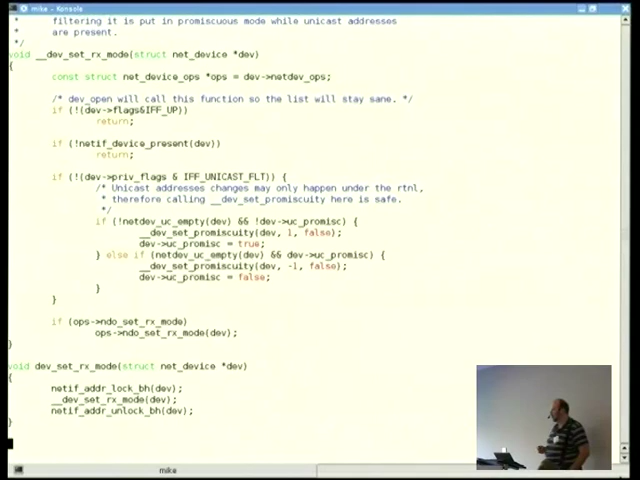 mike - Konsole
*      filtering it is put in promiscuous mode while unicast addresses
*      are present.
*/
void __dev_set_rx_mode(struct net_device *dev)
{
const struct net_device_ops *ops = dev->netdev_ops;
/* dev_open will call this function so the list will stay sane. */
if (!(dev->flags&IFF_UP))
return;
if (!netif_device_present(dev))
return;
if (!(dev->priv_flags & IFF_UNICAST_FLT)) {
/* Unicast addresses changes may only happen under the rtnl,
* therefore calling __dev_set_promiscuity here is safe.
*/
if (!netdev_uc_empty(dev) && !dev->uc_promisc) {
__dev_set_promiscuity(dev, 1, false);
dev->uc_promisc = true;
} else if (netdev_uc_empty(dev) && dev->uc_promisc) {
__dev_set_promiscuity(dev, -1, false);
dev->uc_promisc = false;
}
}
if (ops->ndo_set_rx_mode)
ops->ndo_set_rx_mode(dev);
}
void dev_set_rx_mode(struct net_device *dev)
{
netif_addr_lock_bh(dev);
__dev_set_rx_mode(dev);
netif_addr_unlock_bh(dev);
}
mike